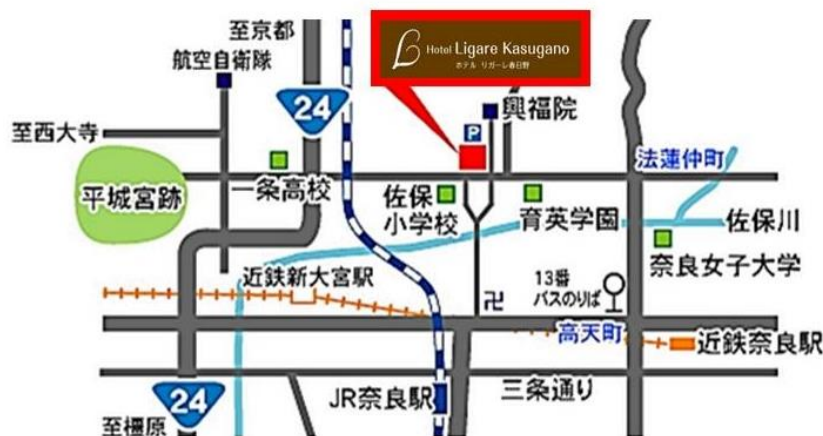 至京都
航空自衛隊
Hotel Ligare Kasugano
ホテル リガーレ春日野
24
P
興福院
至西大寺
法蓮仲町
平城宮跡
一条高校
佐保
小学校
育英学園
佐保川
奈良女子大学
近鉄新大宮駅
13番
バスのりば
卍
高天町
近鉄奈良駅
24
JR奈良駅
三条通り
至橿原